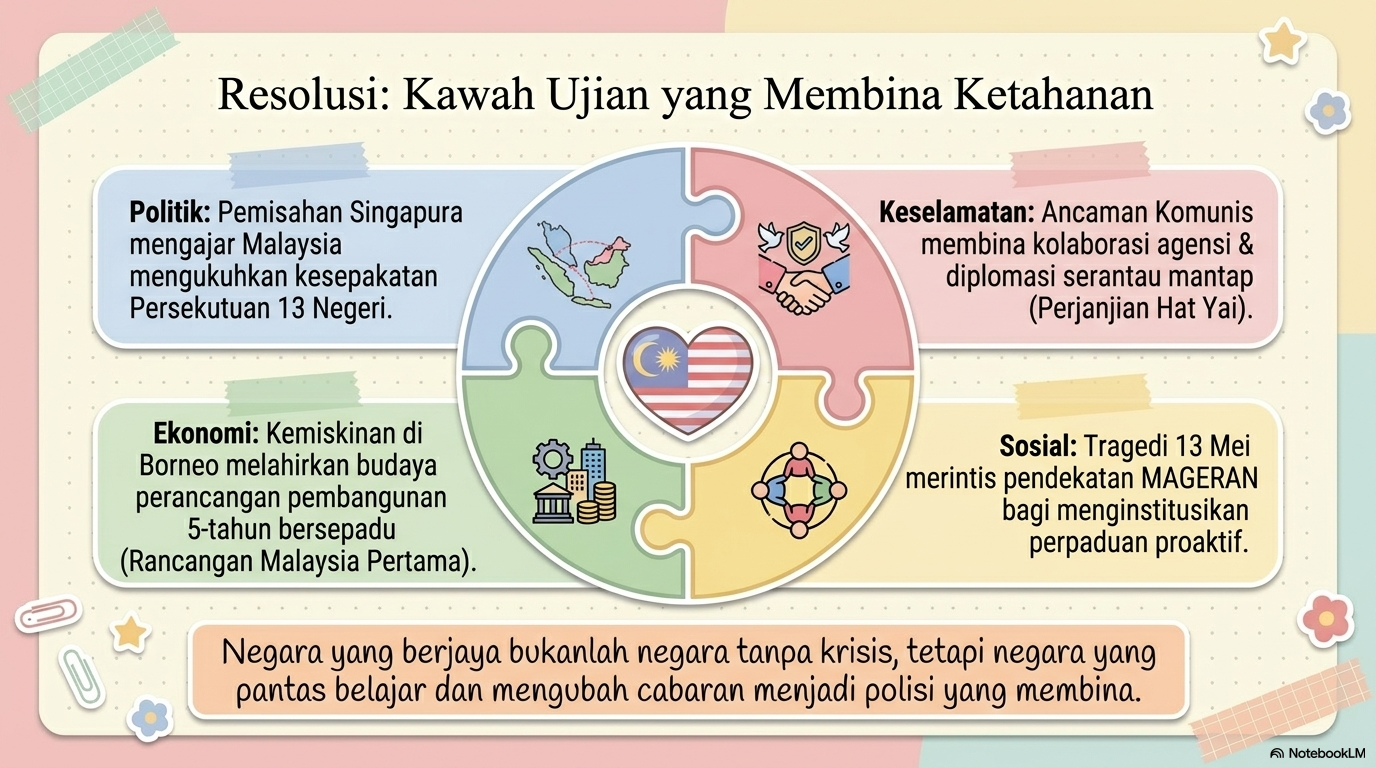 Resolusi: Kawah Ujian yang Membina Ketahanan
Politik: Pemisahan Singapura
mengajar Malaysia
mengukuhkan kesepakatan
Persekutuan 13 Negeri.
Keselamatan: Ancaman Komunis
membina kolaborasi agensi &
diplomasi serantau mantap
(Perjanjian Hat Yai).
Ekonomi: Kemiskinan di
Borneo melahirkan budaya
perancangan pembangunan
5-tahun bersepadu
(Rancangan Malaysia Pertama).
Sosial: Tragedi 13 Mei
merintis pendekatan MAGERAN
bagi menginstitusikan
perpaduan proaktif.
Negara yang berjaya bukanlah negara tanpa krisis, tetapi negara yang
pantas belajar dan mengubah cabaran menjadi polisi yang membina.
NotebookLM